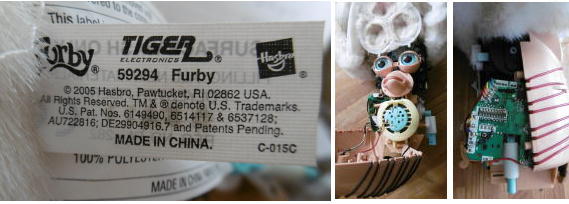 This label
Furby
TIGER
ELECTRONICS
Hasbro
®
59294 Furby
© 2005 Hasbro, Pawtucket, RI 02862 USA.
All Rights Reserved. TM & ® denote U.S. Trademarks.
U.S. Pat. Nos. 6149490, 6514117 & 6537128;
AU722816; DE29904916.7 and Patents Pending.
MADE IN CHINA.
C-015C
100% POLYESTER
MADE IN CHINA